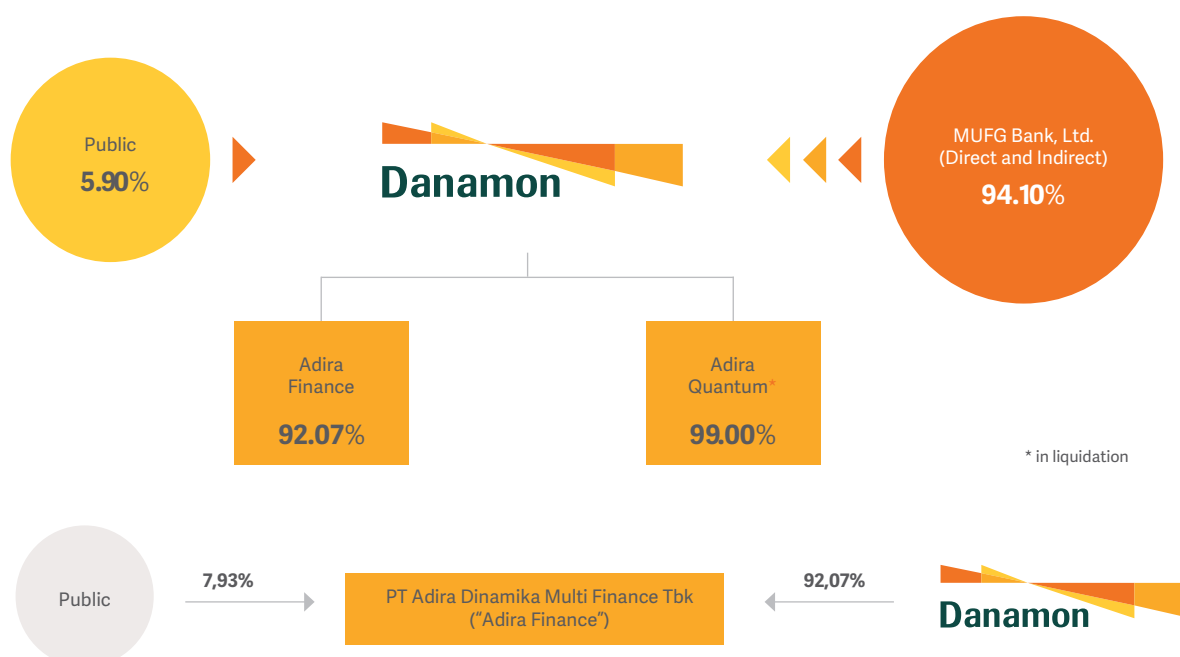 Public
5.90%
Danamon
MUFG Bank, Ltd.
(Direct and Indirect)
94.10%
Adira
Finance
92.07%
Adira
Quantum*
99.00%
* in liquidation
Public
7,93%
PT Adira Dinamika Multi Finance Tbk
(“Adira Finance”)
92,07%
Danamon